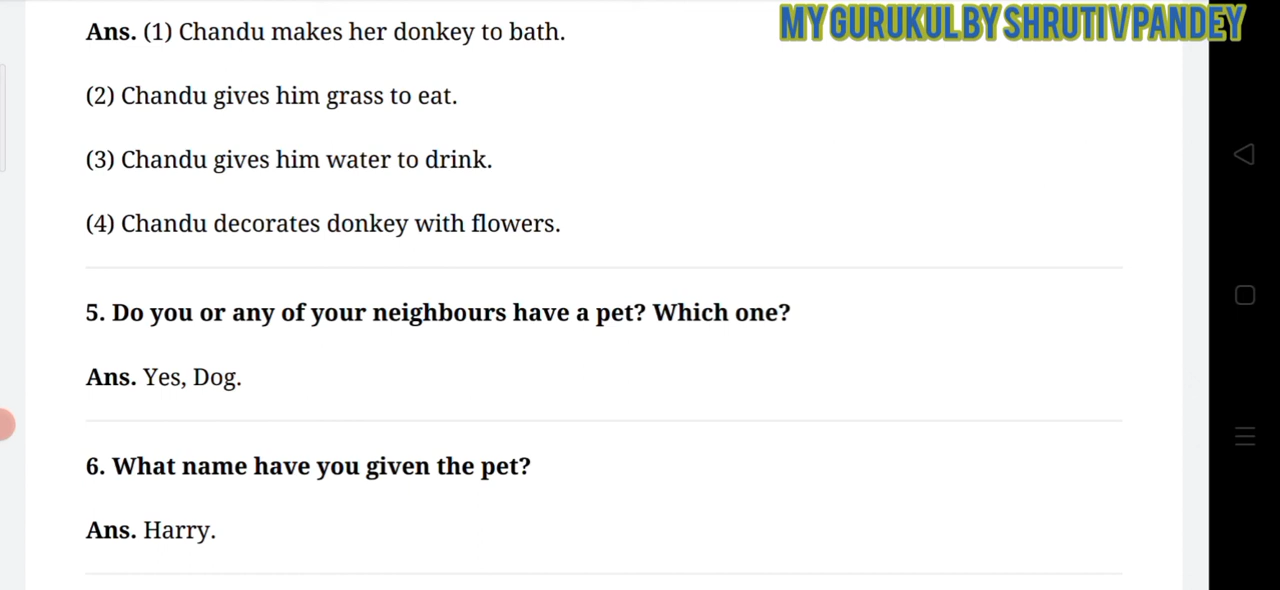 MY GURUKUL BY SHRUTI V PANDEY
Ans. (1) Chandu makes her donkey to bath.
(2) Chandu gives him grass to eat.
(3) Chandu gives him water to drink.
(4) Chandu decorates donkey with flowers.
5. Do you or any of your neighbours have a pet? Which one?
Ans. Yes, Dog.
6. What name have you given the pet?
Ans. Harry.